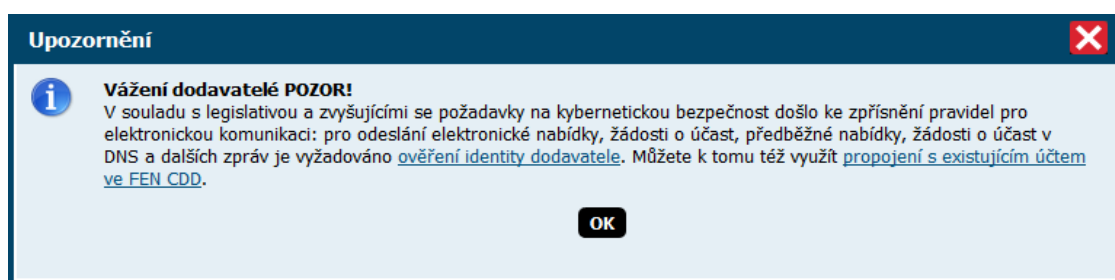 Upozornění
Vážení dodavatelé POZOR!
V souladu s legislativou a zvyšujícími se požadavky na kybernetickou bezpečnost došlo ke zpřísnění pravidel pro
elektronickou komunikaci: pro odeslání elektronické nabídky, žádosti o účast, předběžné nabídky, žádosti o účast v
DNS a dalších zpráv je vyžadováno ověření identity dodavatele. Můžete k tomu též využít propojení s existujícím účtem
ve FEN CDD.
OK